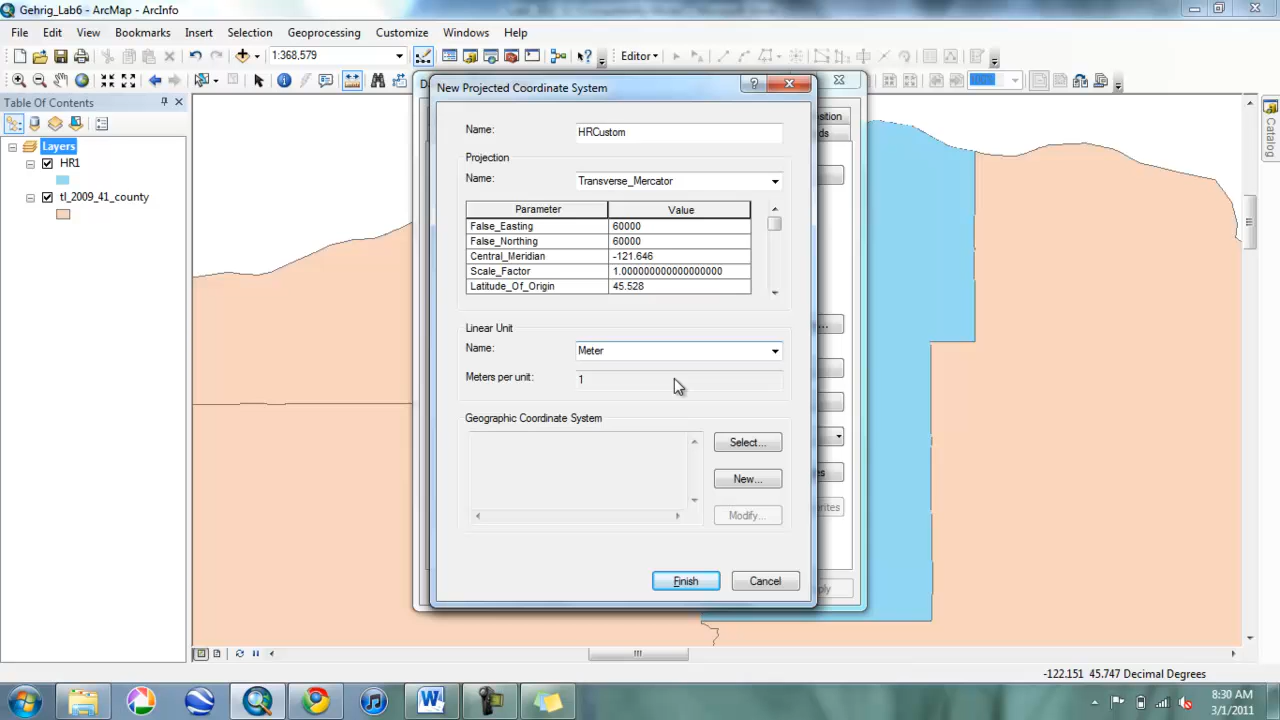 Gehrig_Lab6 - ArcMap - ArcInfo
File Edit View Bookmarks Insert Selection Geoprocessing Customize Windows Help
1:368,579 Editor
Table Of Contents
Layers
HR1
tl_2009_41_county
New Projected Coordinate System
Name: HRCustom
Projection
Name: Transverse_Mercator
Parameter Value
False_Easting 60000
False_Northing 60000
Central_Meridian -121.646
Scale_Factor 1.000000000000000000
Latitude_Of_Origin 45.528
Linear Unit
Name: Meter
Meters per unit: 1
Geographic Coordinate System
Select...
New...
Modify...
Finish Cancel
Catalog
-122.151 45.747 Decimal Degrees
8:30 AM
3/1/2011